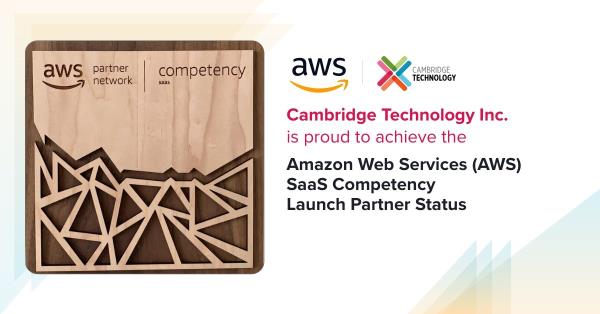 aws partner network competency saas
aws CAMBRIDGE TECHNOLOGY
Cambridge Technology Inc.
is proud to achieve the
Amazon Web Services (AWS)
SaaS Competency
Launch Partner Status